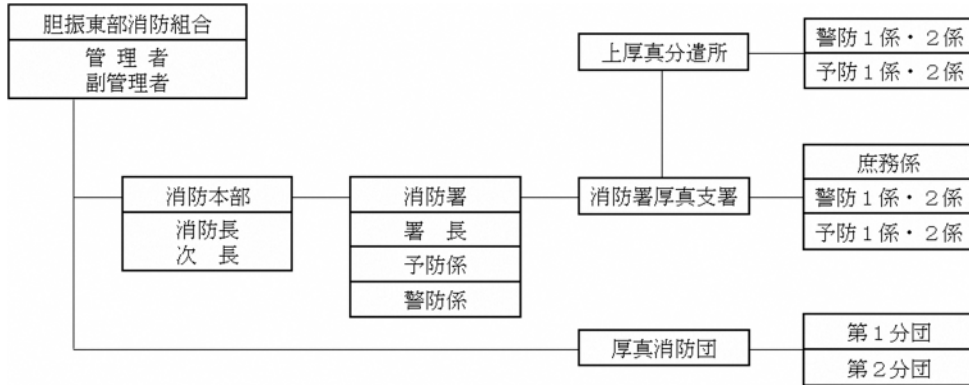 胆振東部消防組合
管 理 者
副管理者
上厚真分遣所
警防1係・2係
予防1係・2係
消防本部
消防長
次 長
消防署
署 長
予防係
警防係
消防署厚真支署
庶務係
警防1係・2係
予防1係・2係
厚真消防団
第1分団
第2分団